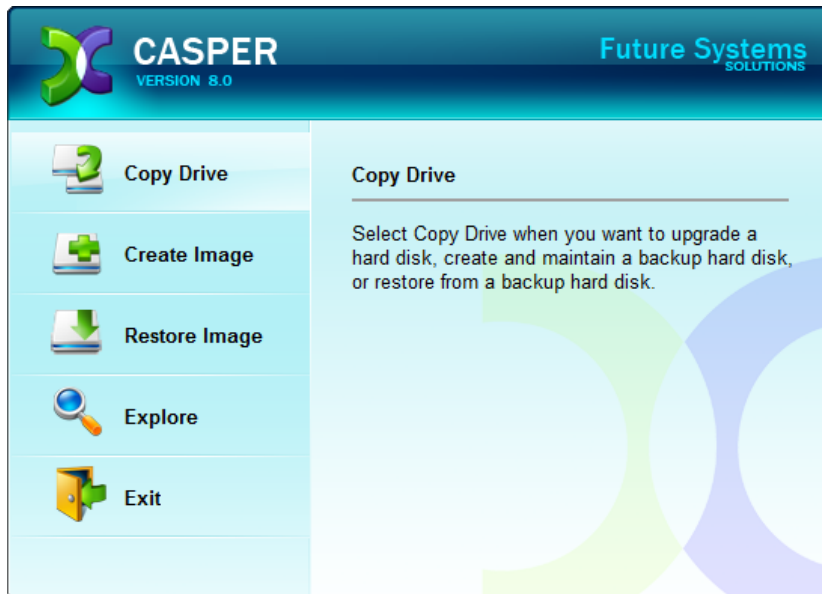 CASPER
VERSION 8.0
Future Systems
SOLUTIONS
Copy Drive
Create Image
Restore Image
Explore
Exit
Copy Drive
Select Copy Drive when you want to upgrade a
hard disk, create and maintain a backup hard disk,
or restore from a backup hard disk.